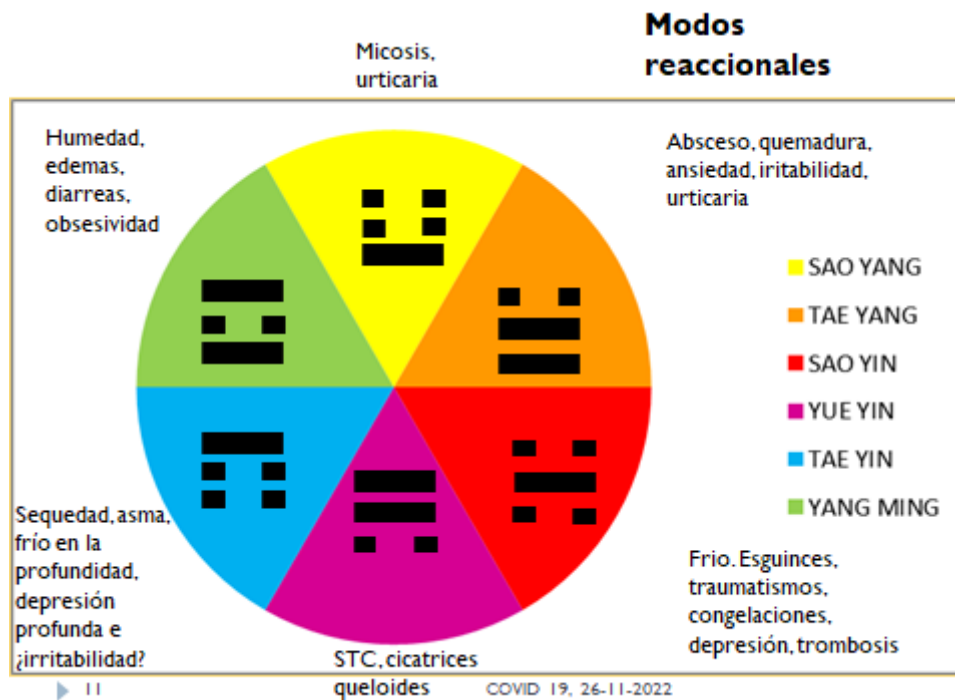 Modos
reaccionales
Micosis,
urticaria
Humedad,
edemas,
diarreas,
obsesividad
Absceso, quemadura,
ansiedad, iritabilidad,
urticaria
SAO YANG
TAE YANG
SAO YIN
YUE YIN
TAE YIN
YANG MING
Sequedad, asma,
frío en la
profundidad,
depresión
profunda e
¿irritabilidad?
Frio. Esguinces,
traumatismos,
congelaciones,
depresión, trombosis
STC, cicatrices
queloides
11
COVID 19, 26-11-2022